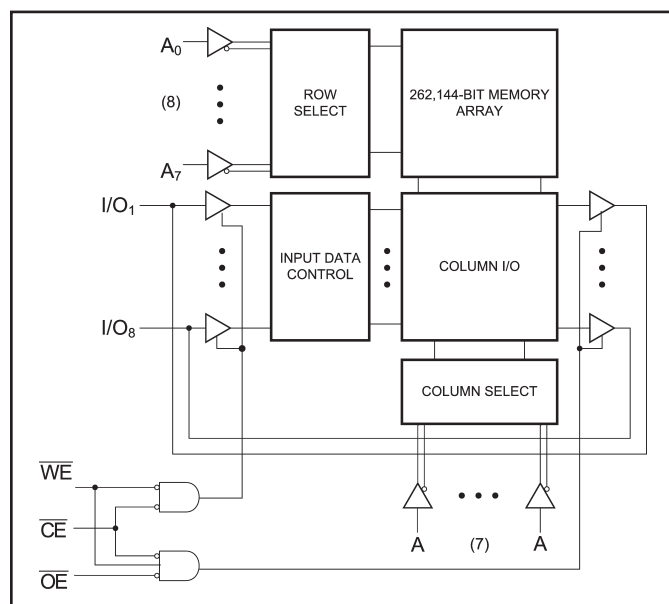 A0
(8)
A7
ROW
SELECT
262,144-BIT MEMORY
ARRAY
I/O1
I/O8
INPUT DATA
CONTROL
COLUMN I/O
COLUMN SELECT
WE
CE
OE
A
(7)
A